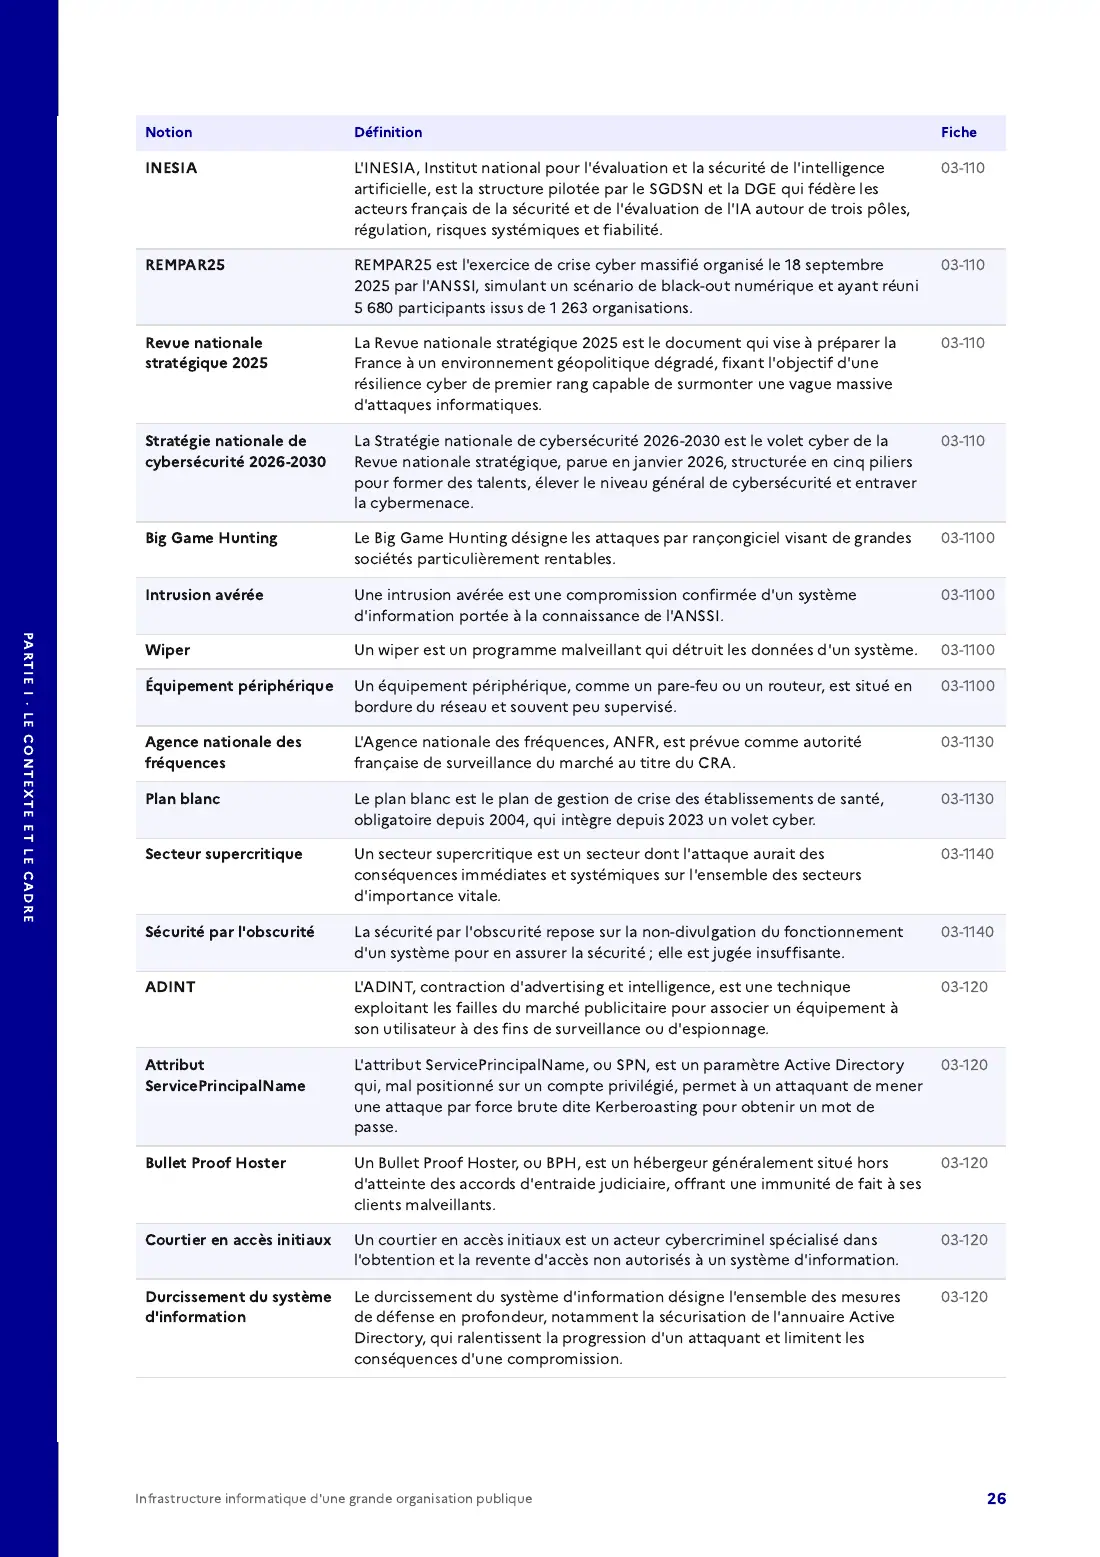 Notion Définition Fiche
INESIA L'INESIA, Institut national pour l'évaluation et la sécurité de l'intelligence 03-110
artificielle, est la structure pilotée par le SGDSN et la DGE qui fédère les
acteurs français de la sécurité et de l'évaluation de l'IA autour de trois pôles,
régulation, risques systémiques et fiabilité.
REMPAR25 REMPAR25 est l'exercice de crise cyber massifié organisé le 18 septembre 03-110
2025 par l'ANSSI, simulant un scénario de black-out numérique et ayant réuni
5 680 participants issus de 1 263 organisations.
Revue nationale La Revue nationale stratégique 2025 est le document qui vise à préparer la 03-110
stratégique 2025 France à un environnement géopolitique dégradé, fixant l'objectif d'une
résilience cyber de premier rang capable de surmonter une vague massive
d'attaques informatiques.
Stratégie nationale de La Stratégie nationale de cybersécurité 2026-2030 est le volet cyber de la 03-110
cybersécurité 2026-2030 Revue nationale stratégique, parue en janvier 2026, structurée en cinq piliers
pour former des talents, élever le niveau général de cybersécurité et entraver
la cybermenace.
Big Game Hunting Le Big Game Hunting désigne les attaques par rançongiciel visant de grandes 03-1100
sociétés particulièrement rentables.
Intrusion avérée Une intrusion avérée est une compromission confirmée d'un système 03-1100
d'information portée à la connaissance de l'ANSSI.
Wiper Un wiper est un programme malveillant qui détruit les données d'un système. 03-1100
Équipement périphérique Un équipement périphérique, comme un pare-feu ou un routeur, est situé en 03-1100
bordure du réseau et souvent peu supervisé.
Agence nationale des L'Agence nationale des fréquences, ANFR, est prévue comme autorité 03-1130
fréquences française de surveillance du marché au titre du CRA.
Plan blanc Le plan blanc est le plan de gestion de crise des établissements de santé, 03-1130
obligatoire depuis 2004, qui intègre depuis 2023 un volet cyber.
Secteur supercritique Un secteur supercritique est un secteur dont l'attaque aurait des 03-1140
conséquences immédiates et systémiques sur l'ensemble des secteurs
d'importance vitale.
Sécurité par l'obscurité La sécurité par l'obscurité repose sur la non-divulgation du fonctionnement 03-1140
d'un système pour en assurer la sécurité ; elle est jugée insuffisante.
ADINT L'ADINT, contraction d'advertising et intelligence, est une technique 03-120
exploitant les failles du marché publicitaire pour associer un équipement à
son utilisateur à des fins de surveillance ou d'espionnage.
Attribut L'attribut ServicePrincipalName, ou SPN, est un paramètre Active Directory 03-120
ServicePrincipalName qui, mal positionné sur un compte privilégié, permet à un attaquant de mener
une attaque par force brute dite Kerberoasting pour obtenir un mot de
passe.
Bullet Proof Hoster Un Bullet Proof Hoster, ou BPH, est un hébergeur généralement situé hors 03-120
d'atteinte des accords d'entraide judiciaire, offrant une immunité de fait à ses
clients malveillants.
Courtier en accès initiaux Un courtier en accès initiaux est un acteur cybercriminel spécialisé dans 03-120
l'obtention et la revente d'accès non autorisés à un système d'information.
Durcissement du système Le durcissement du système d'information désigne l'ensemble des mesures 03-120
d'information de défense en profondeur, notamment la sécurisation de l'annuaire Active
Directory, qui ralentissent la progression d'un attaquant et limitent les
conséquences d'une compromission.
PARTIE I · LE CONTEXTE ET LE CADRE
Infrastructure informatique d'une grande organisation publique 26